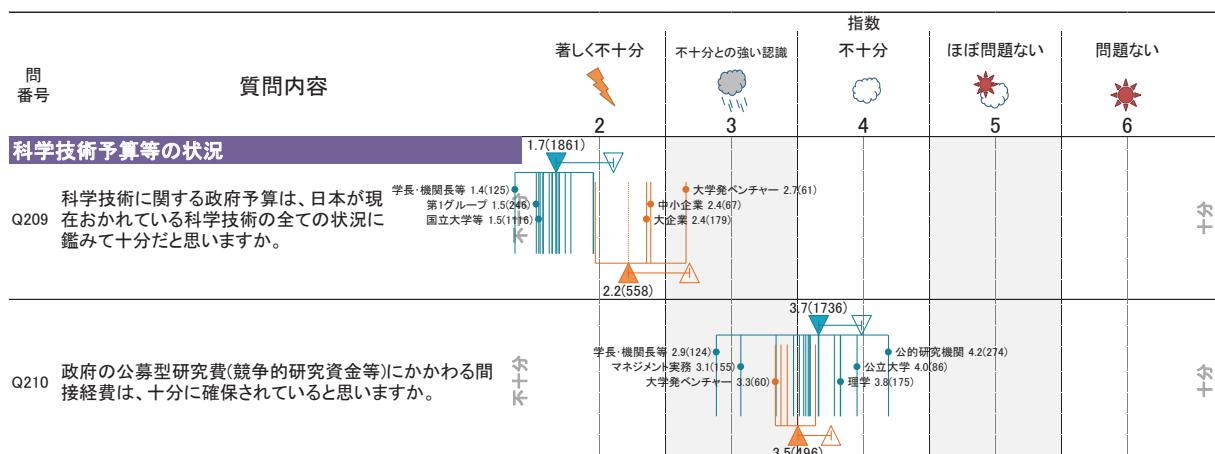 指数
著しく不十分
不十分との強い認識
不十分
ほぼ問題ない
問題ない
問
番号
質問内容
2
3
4
5
6
科学技術予算等の状況
1.7(1861)
Q209
科学技術に関する政府予算は、日本が現
在おかれている科学技術の全ての状況に
鑑みて十分だと思いますか。
学長・機関長等 1.4(125)
第1グループ 1.5(246)
国立大学等 1.5(1116)
不十分
大学発ベンチャー 2.7(61)
中小企業 2.4(67)
大企業 2.4(179)
十分
2.2(558)
3.7(1736)
Q210
政府の公募型研究費(競争的研究資金等)にかかわる間
接経費は、十分に確保されていると思いますか。
不十分
学長・機関長等 2.9(124)
マネジメント実務 3.1(155)
大学発ベンチャー 3.3(60)
公的研究機関 4.2(274)
公立大学 4.0(86)
理学 3.8(175)
十分
3.5(496)